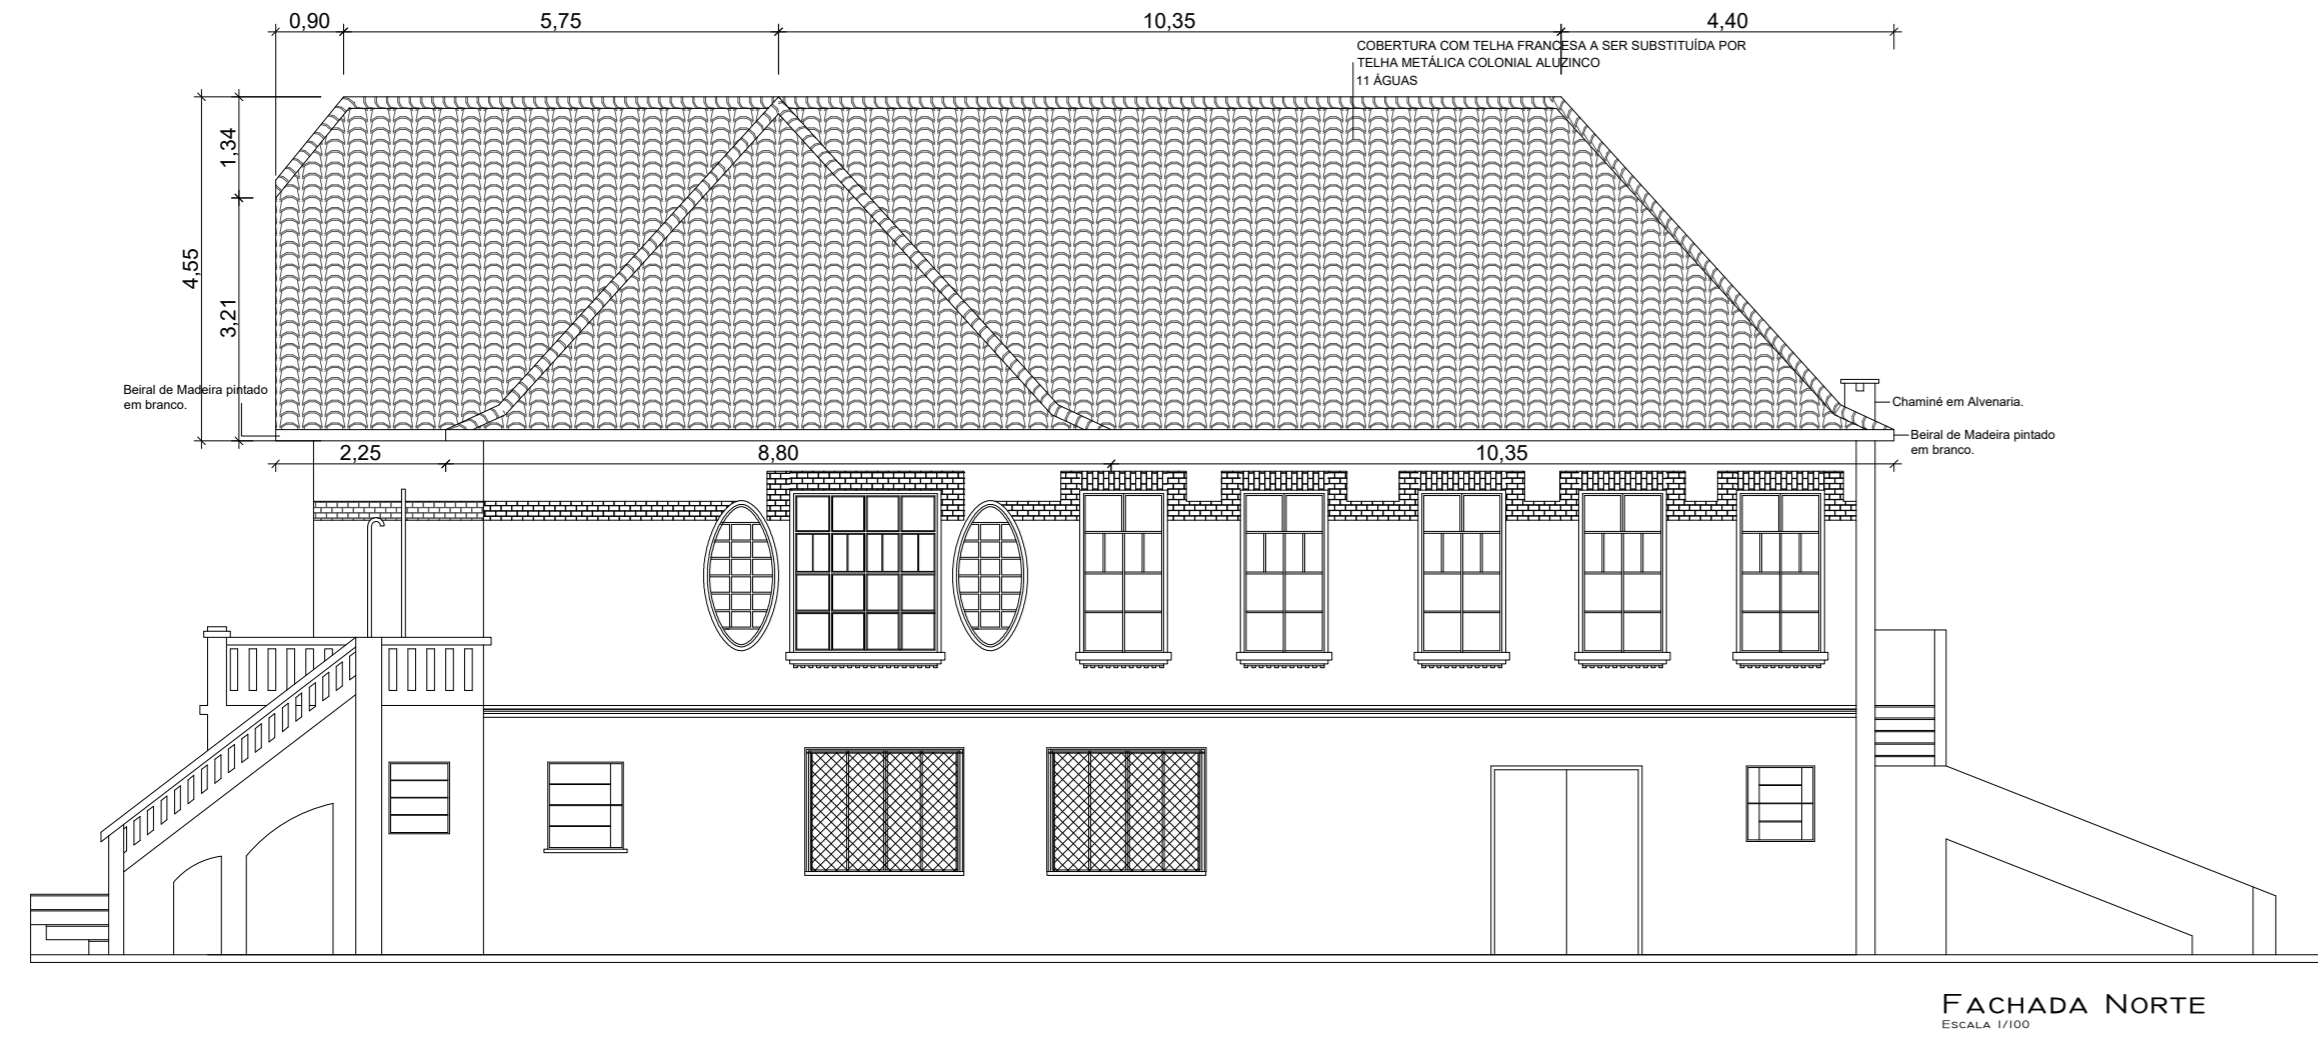 0,90
5,75
10,35
4,40
COBERTURA COM TELHA FRANCESA A SER SUBSTITUÍDA POR
TELHA METÁLICA COLONIAL ALUZINCO
11 ÁGUAS
1,34
4,55
3,21
Beiral de Madeira pintado
em branco.
Chaminé em Alvenaria.
Beiral de Madeira pintado
em branco.
2,25
8,80
10,35
FACHADA NORTE
ESCALA 1/100